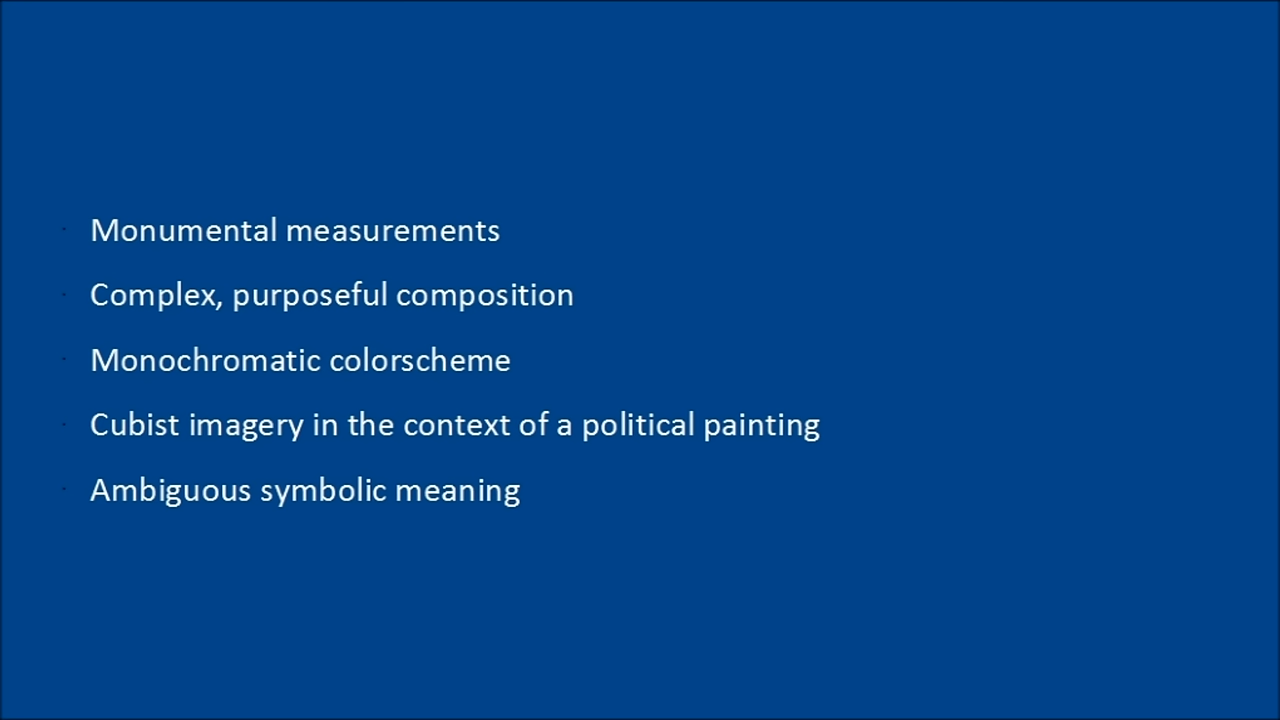 Monumental measurements
Complex, purposeful composition
Monochromatic colorscheme
Cubist imagery in the context of a political painting
Ambiguous symbolic meaning